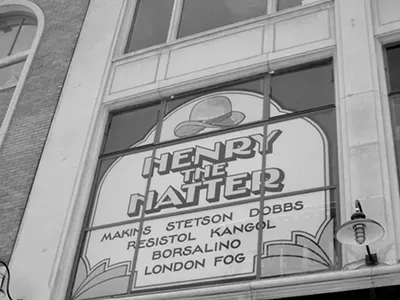 HENRY
THE
HATTER
MAKINS STETSON DOBBS
RESISTOL KANGOL
BORSALINO
LONDON FOG